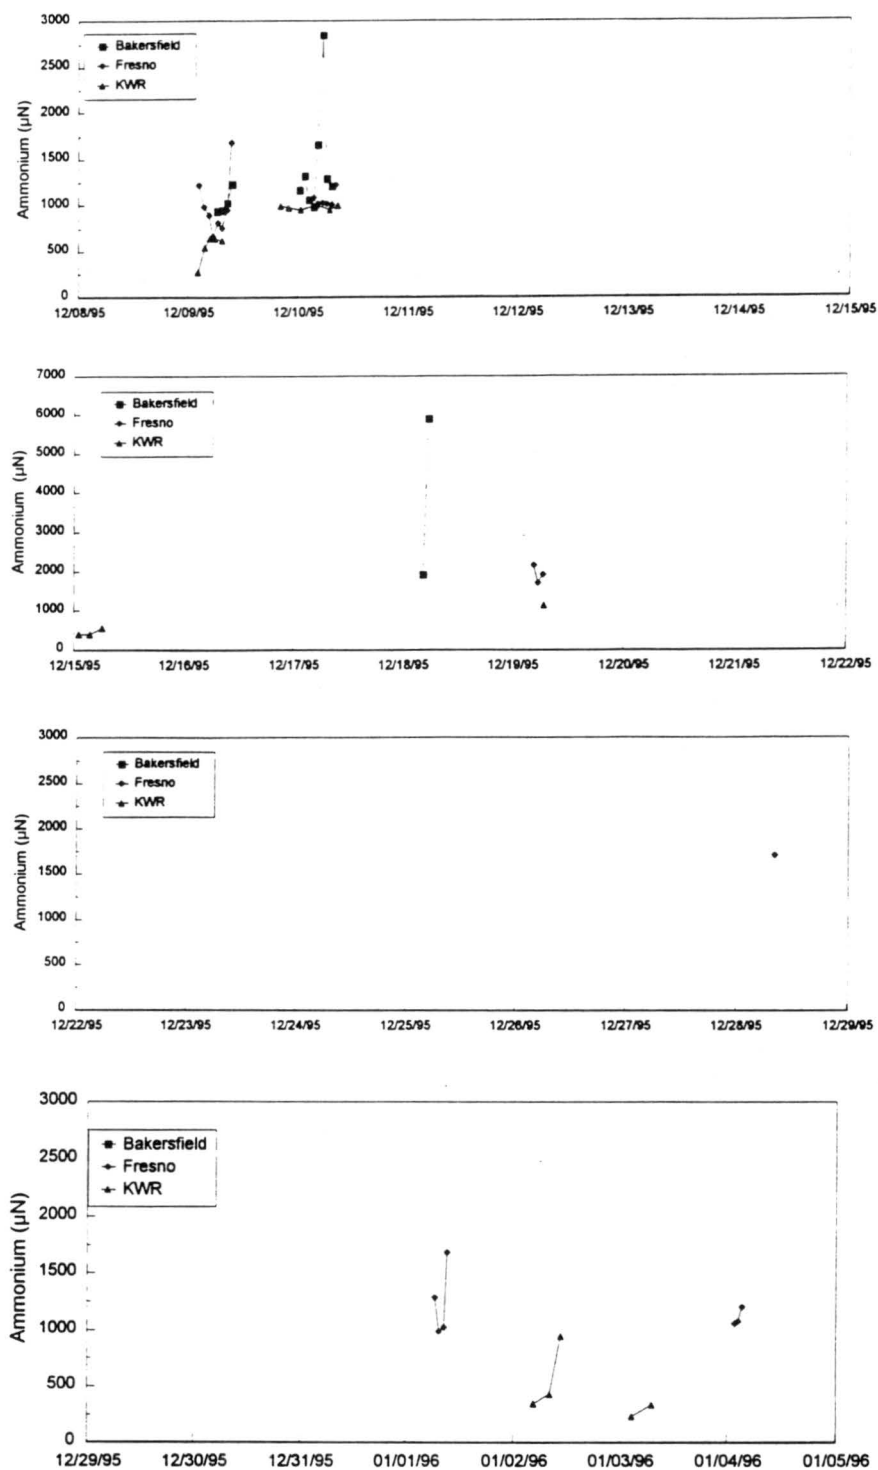 3000
2500
2000
1500
1000
500
0
Ammonium (µN)
Bakersfield
Fresno
KWR
12/08/95 12/09/95 12/10/95 12/11/95 12/12/95 12/13/95 12/14/95 12/15/95
7000
6000
5000
4000
3000
2000
1000
0
Ammonium (µN)
Bakersfield
Fresno
KWR
12/15/95 12/16/95 12/17/95 12/18/95 12/19/95 12/20/95 12/21/95 12/22/95
3000
2500
2000
1500
1000
500
0
Ammonium (µN)
Bakersfield
Fresno
KWR
12/22/95 12/23/95 12/24/95 12/25/95 12/26/95 12/27/95 12/28/95 12/29/95
3000
2500
2000
1500
1000
500
0
Ammonium (µN)
Bakersfield
Fresno
KWR
12/29/95 12/30/95 12/31/95 01/01/96 01/02/96 01/03/96 01/04/96 01/05/96